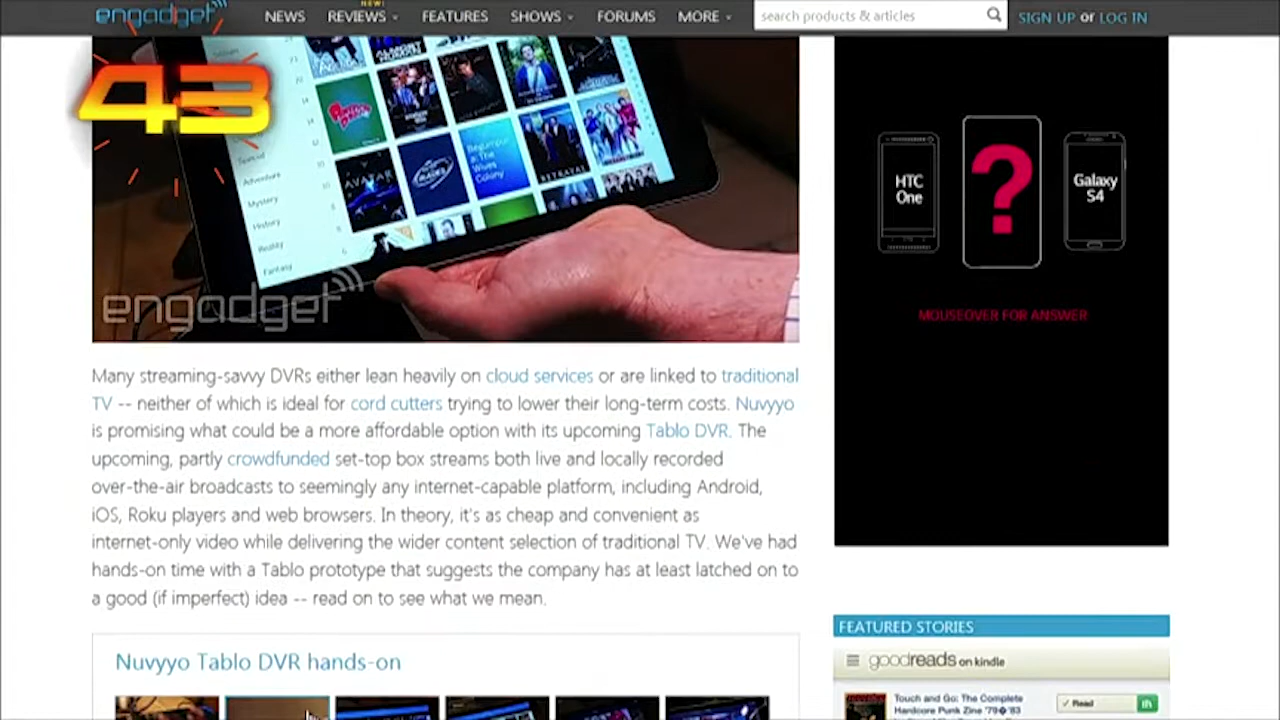 engadget
NEWS
REVIEWS
NEW!
FEATURES
SHOWS
FORUMS
MORE
search products & articles
SIGN UP or LOG IN
43
Special
Adventure
Mystery
History
Reality
Fantasy
AVATAR
BETRAYAL
engadget
HTC
One
?
Galaxy
S4
MOUSEOVER FOR ANSWER
Many streaming-savvy DVRs either lean heavily on cloud services or are linked to traditional
TV -- neither of which is ideal for cord cutters trying to lower their long-term costs. Nuvyyo
is promising what could be a more affordable option with its upcoming Tablo DVR. The
upcoming, partly crowdfunded set-top box streams both live and locally recorded
over-the-air broadcasts to seemingly any internet-capable platform, including Android,
iOS, Roku players and web browsers. In theory, it's as cheap and convenient as
internet-only video while delivering the wider content selection of traditional TV. We've had
hands-on time with a Tablo prototype that suggests the company has at least latched on to
a good (if imperfect) idea -- read on to see what we mean.
Nuvyyo Tablo DVR hands-on
FEATURED STORIES
goodreads on kindle
Touch and Go: The Complete
Hardcore Punk Zine '79�'83
✓ Read